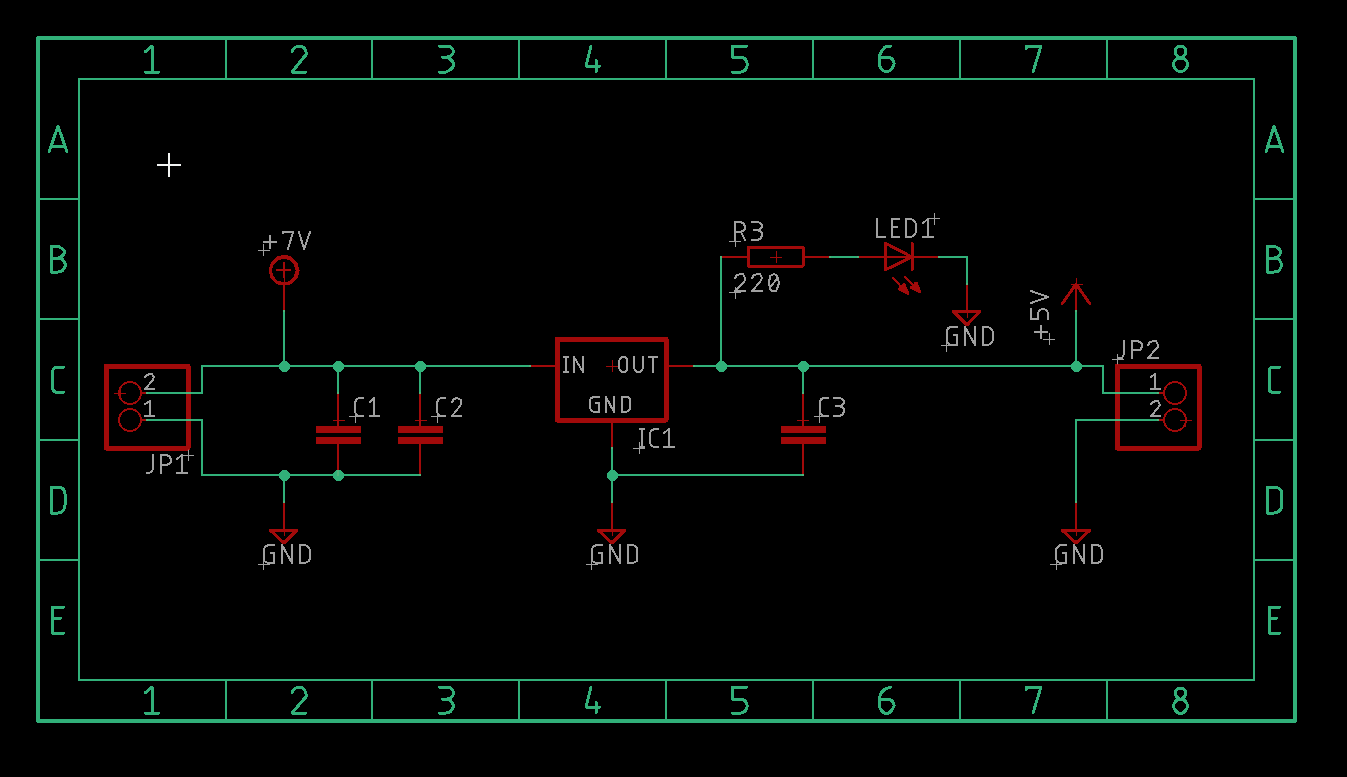 1 2 3 4 5 6 7 8
A A
LED1
R3
+7V
B B
220
+5V
GND
JP2
IN OUT
C C
2
1
1
2
GND
C1 C2 C3
IC1
JP1
D D
GND GND GND
E E
1 2 3 4 5 6 7 8